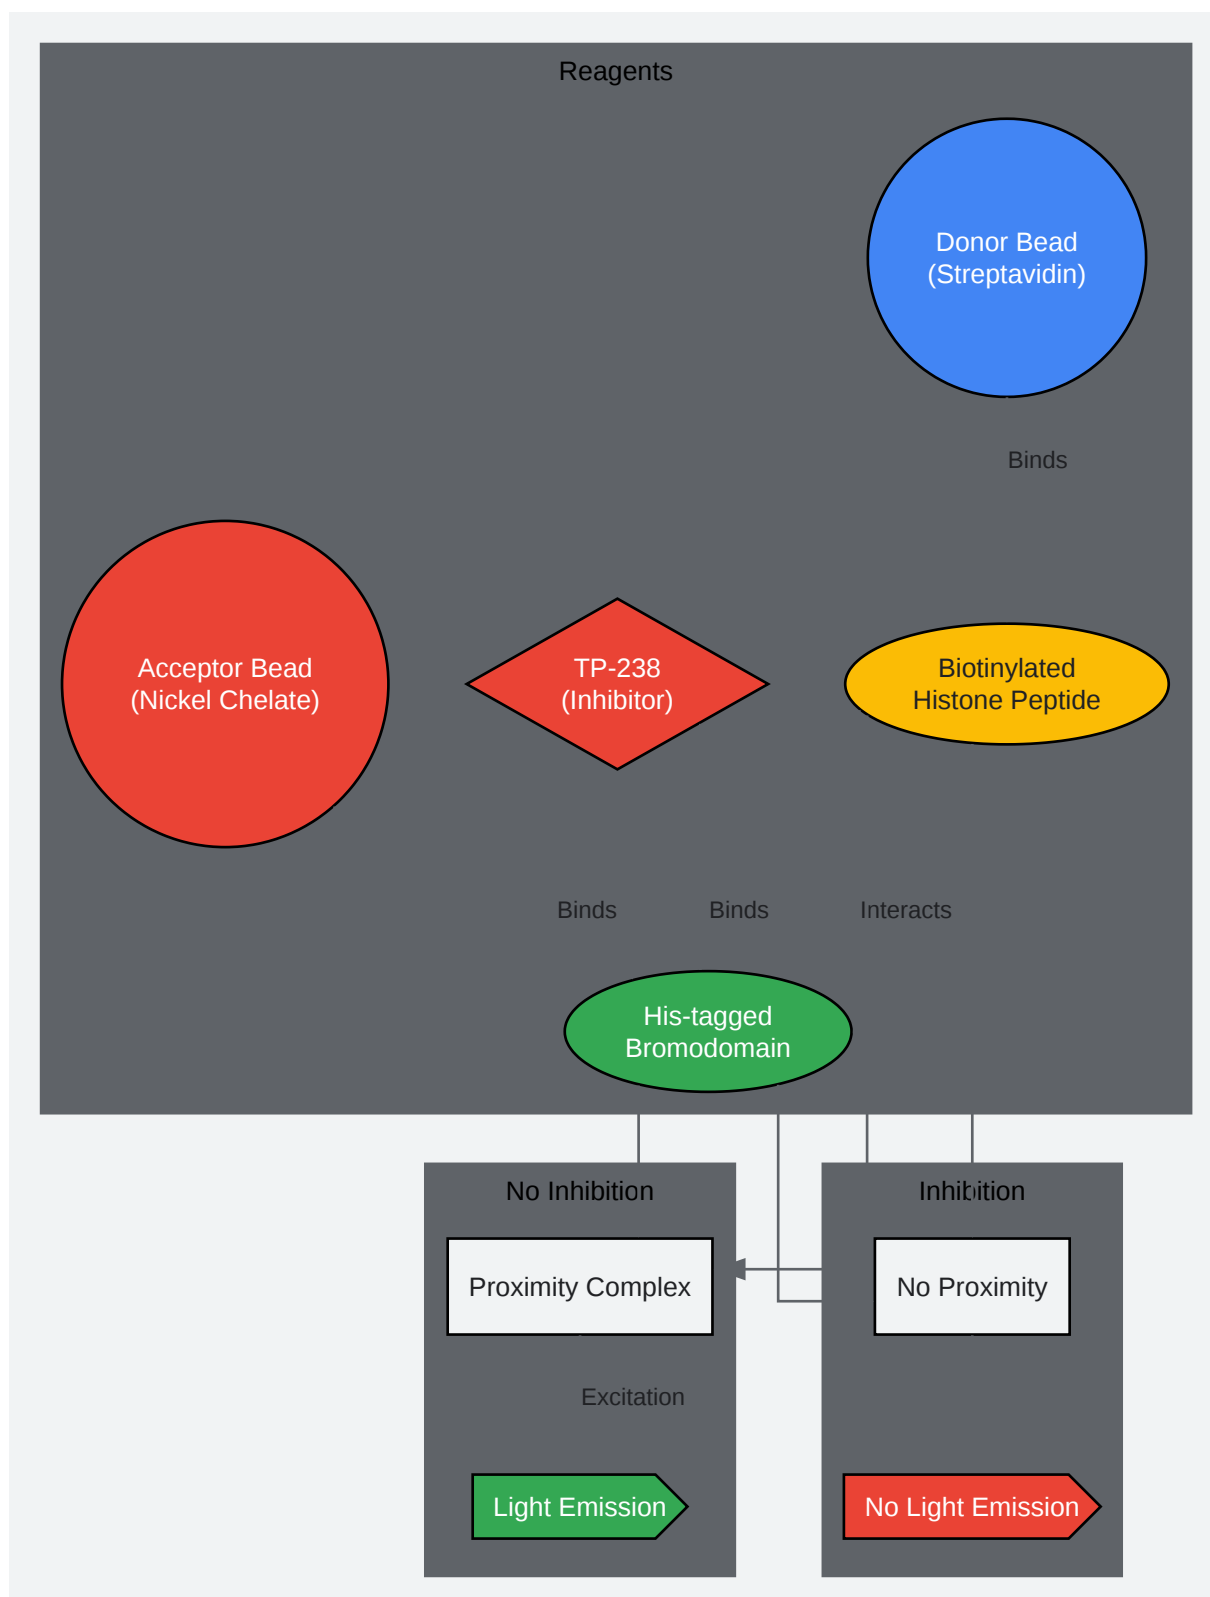 Reagents
Donor Bead
(Streptavidin)
Binds
Acceptor Bead
(Nickel Chelate)
TP-238
(Inhibitor)
Biotinylated
Histone Peptide
Binds
Binds
Interacts
His-tagged
Bromodomain
No Inhibition
Inhibition
Proximity Complex
No Proximity
Excitation
Light Emission
No Light Emission